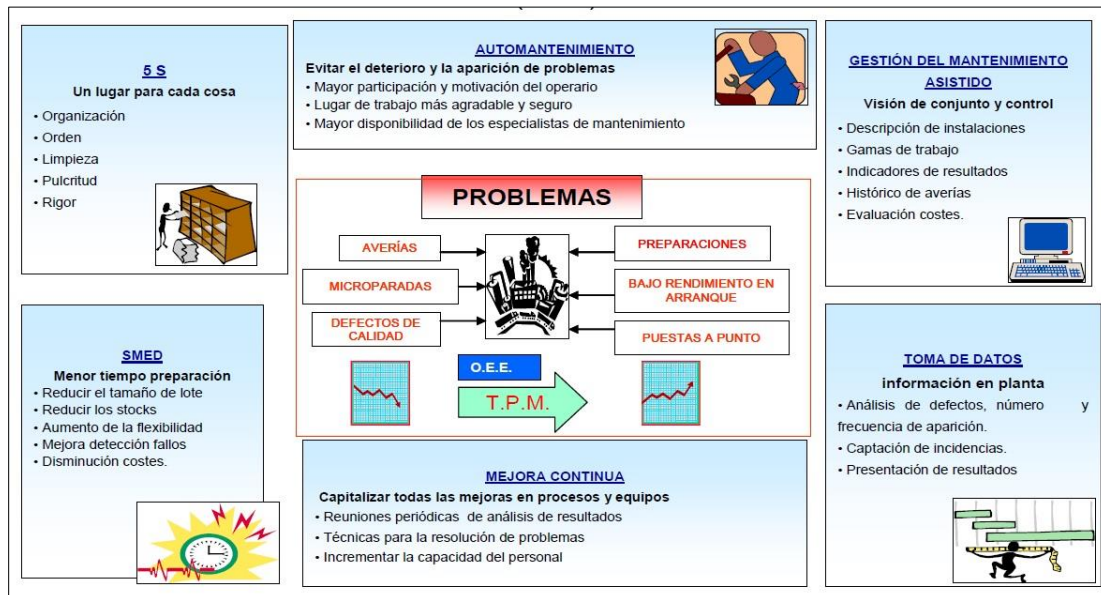 5 S
Un lugar para cada cosa
• Organización
• Orden
• Limpieza
• Pulcritud
• Rigor
AUTOMANTENIMIENTO
Evitar el deterioro y la aparición de problemas
• Mayor participación y motivación del operario
• Lugar de trabajo más agradable y seguro
• Mayor disponibilidad de los especialistas de mantenimiento
GESTIÓN DEL MANTENIMIENTO
ASISTIDO
Visión de conjunto y control
• Descripción de instalaciones
• Gamas de trabajo
• Indicadores de resultados
• Histórico de averías
• Evaluación costes.
PROBLEMAS
AVERÍAS
MICROPARADAS
DEFECTOS DE
CALIDAD
PREPARACIONES
BAJO RENDIMIENTO EN
ARRANQUE
PUESTAS A PUNTO
O.E.E.
T.P.M.
SMED
Menor tiempo preparación
• Reducir el tamaño de lote
• Reducir los stocks
• Aumento de la flexibilidad
• Mejora detección fallos
• Disminución costes.
MEJORA CONTINUA
Capitalizar todas las mejoras en procesos y equipos
• Reuniones periódicas de análisis de resultados
• Técnicas para la resolución de problemas
• Incrementar la capacidad del personal
TOMA DE DATOS
información en planta
• Análisis de defectos, número y
frecuencia de aparición.
• Captación de incidencias.
• Presentación de resultados